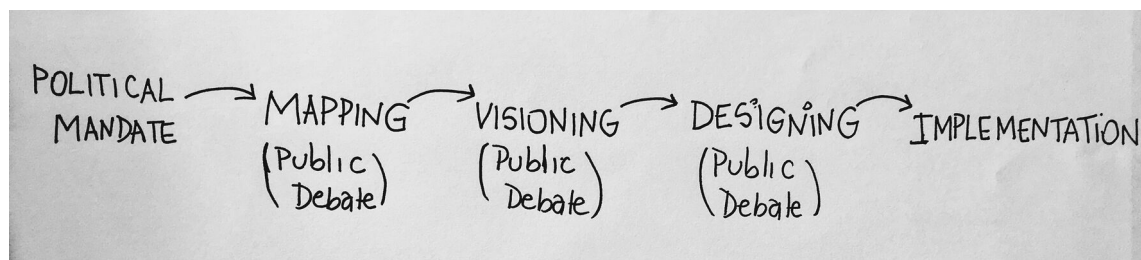 POLITICAL
MANDATE
MAPPING
(Public
Debate)
VISIONING
(Public
Debate)
DESIGNING
(Public
Debate)
IMPLEMENTATION